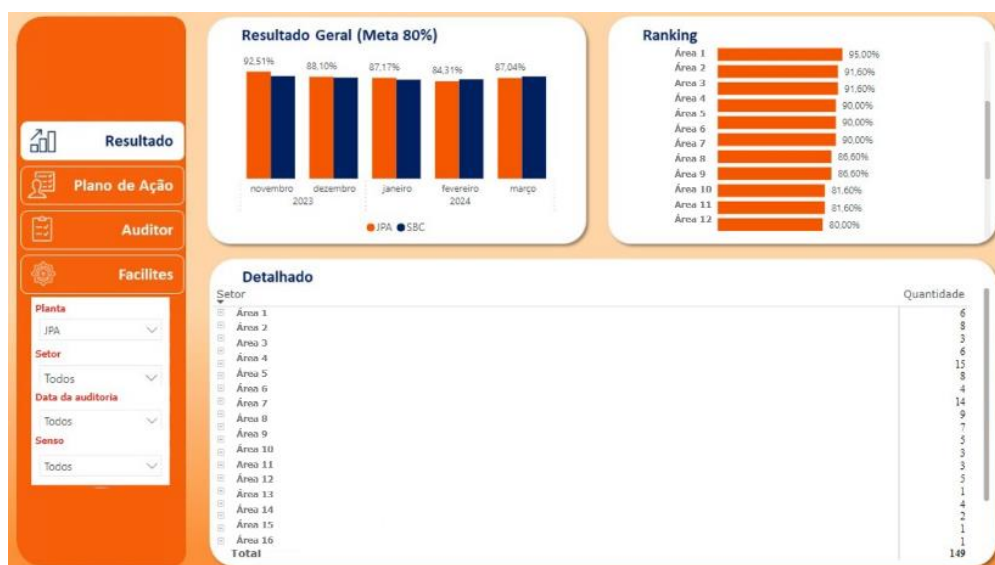 Resultado
Plano de Ação
Auditor
Facilites
Planta
JPA
Setor
Todos
Data da auditoria
Todos
Senso
Todos
Resultado Geral (Meta 80%)
92,51%
88,10%
87,17%
84,31%
87,04%
novembro dezembro janeiro fevereiro março
2023 2024
JPA SBC
Ranking
Área 1 95,00%
Área 2 91,60%
Área 3 91,60%
Área 4 90,00%
Área 5 90,00%
Área 6 90,00%
Área 7 86,60%
Área 8 86,60%
Área 9 81,60%
Área 10 81,60%
Área 11 80,00%
Área 12
Detalhado
Setor Quantidade
Área 1 6
Área 2 8
Área 3 3
Área 4 6
Área 5 15
Área 6 8
Área 7 4
Área 8 14
Área 9 9
Área 10 7
Área 11 5
Área 12 3
Área 13 3
Área 14 5
Área 15 1
Área 16 4
2
1
1
Total 149